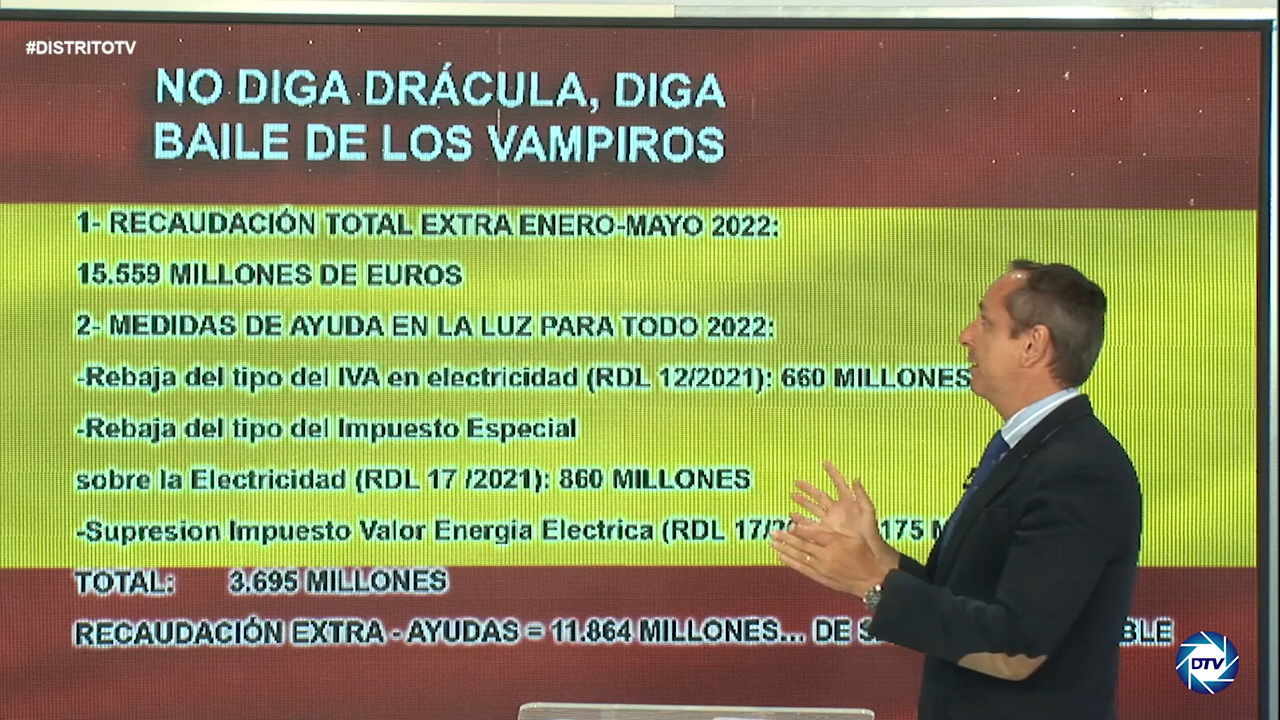 #DISTRITOTV
NO DIGA DRÁCULA, DIGA
BAILE DE LOS VAMPIROS
1- RECAUDACIÓN TOTAL EXTRA ENERO-MAYO 2022:
15.559 MILLONES DE EUROS
2- MEDIDAS DE AYUDA EN LA LUZ PARA TODO 2022:
-Rebaja del tipo del IVA en electricidad (RDL 12/2021): 660 MILLONES
-Rebaja del tipo del Impuesto Especial
sobre la Electricidad (RDL 17 /2021): 860 MILLONES
-Supresion Impuesto Valor Energia Electrica (RDL
TOTAL: 3.695 MILLONES
RECAUDACIÓN EXTRA - AYUDAS = 11.864 MILLONES... DE
DTV